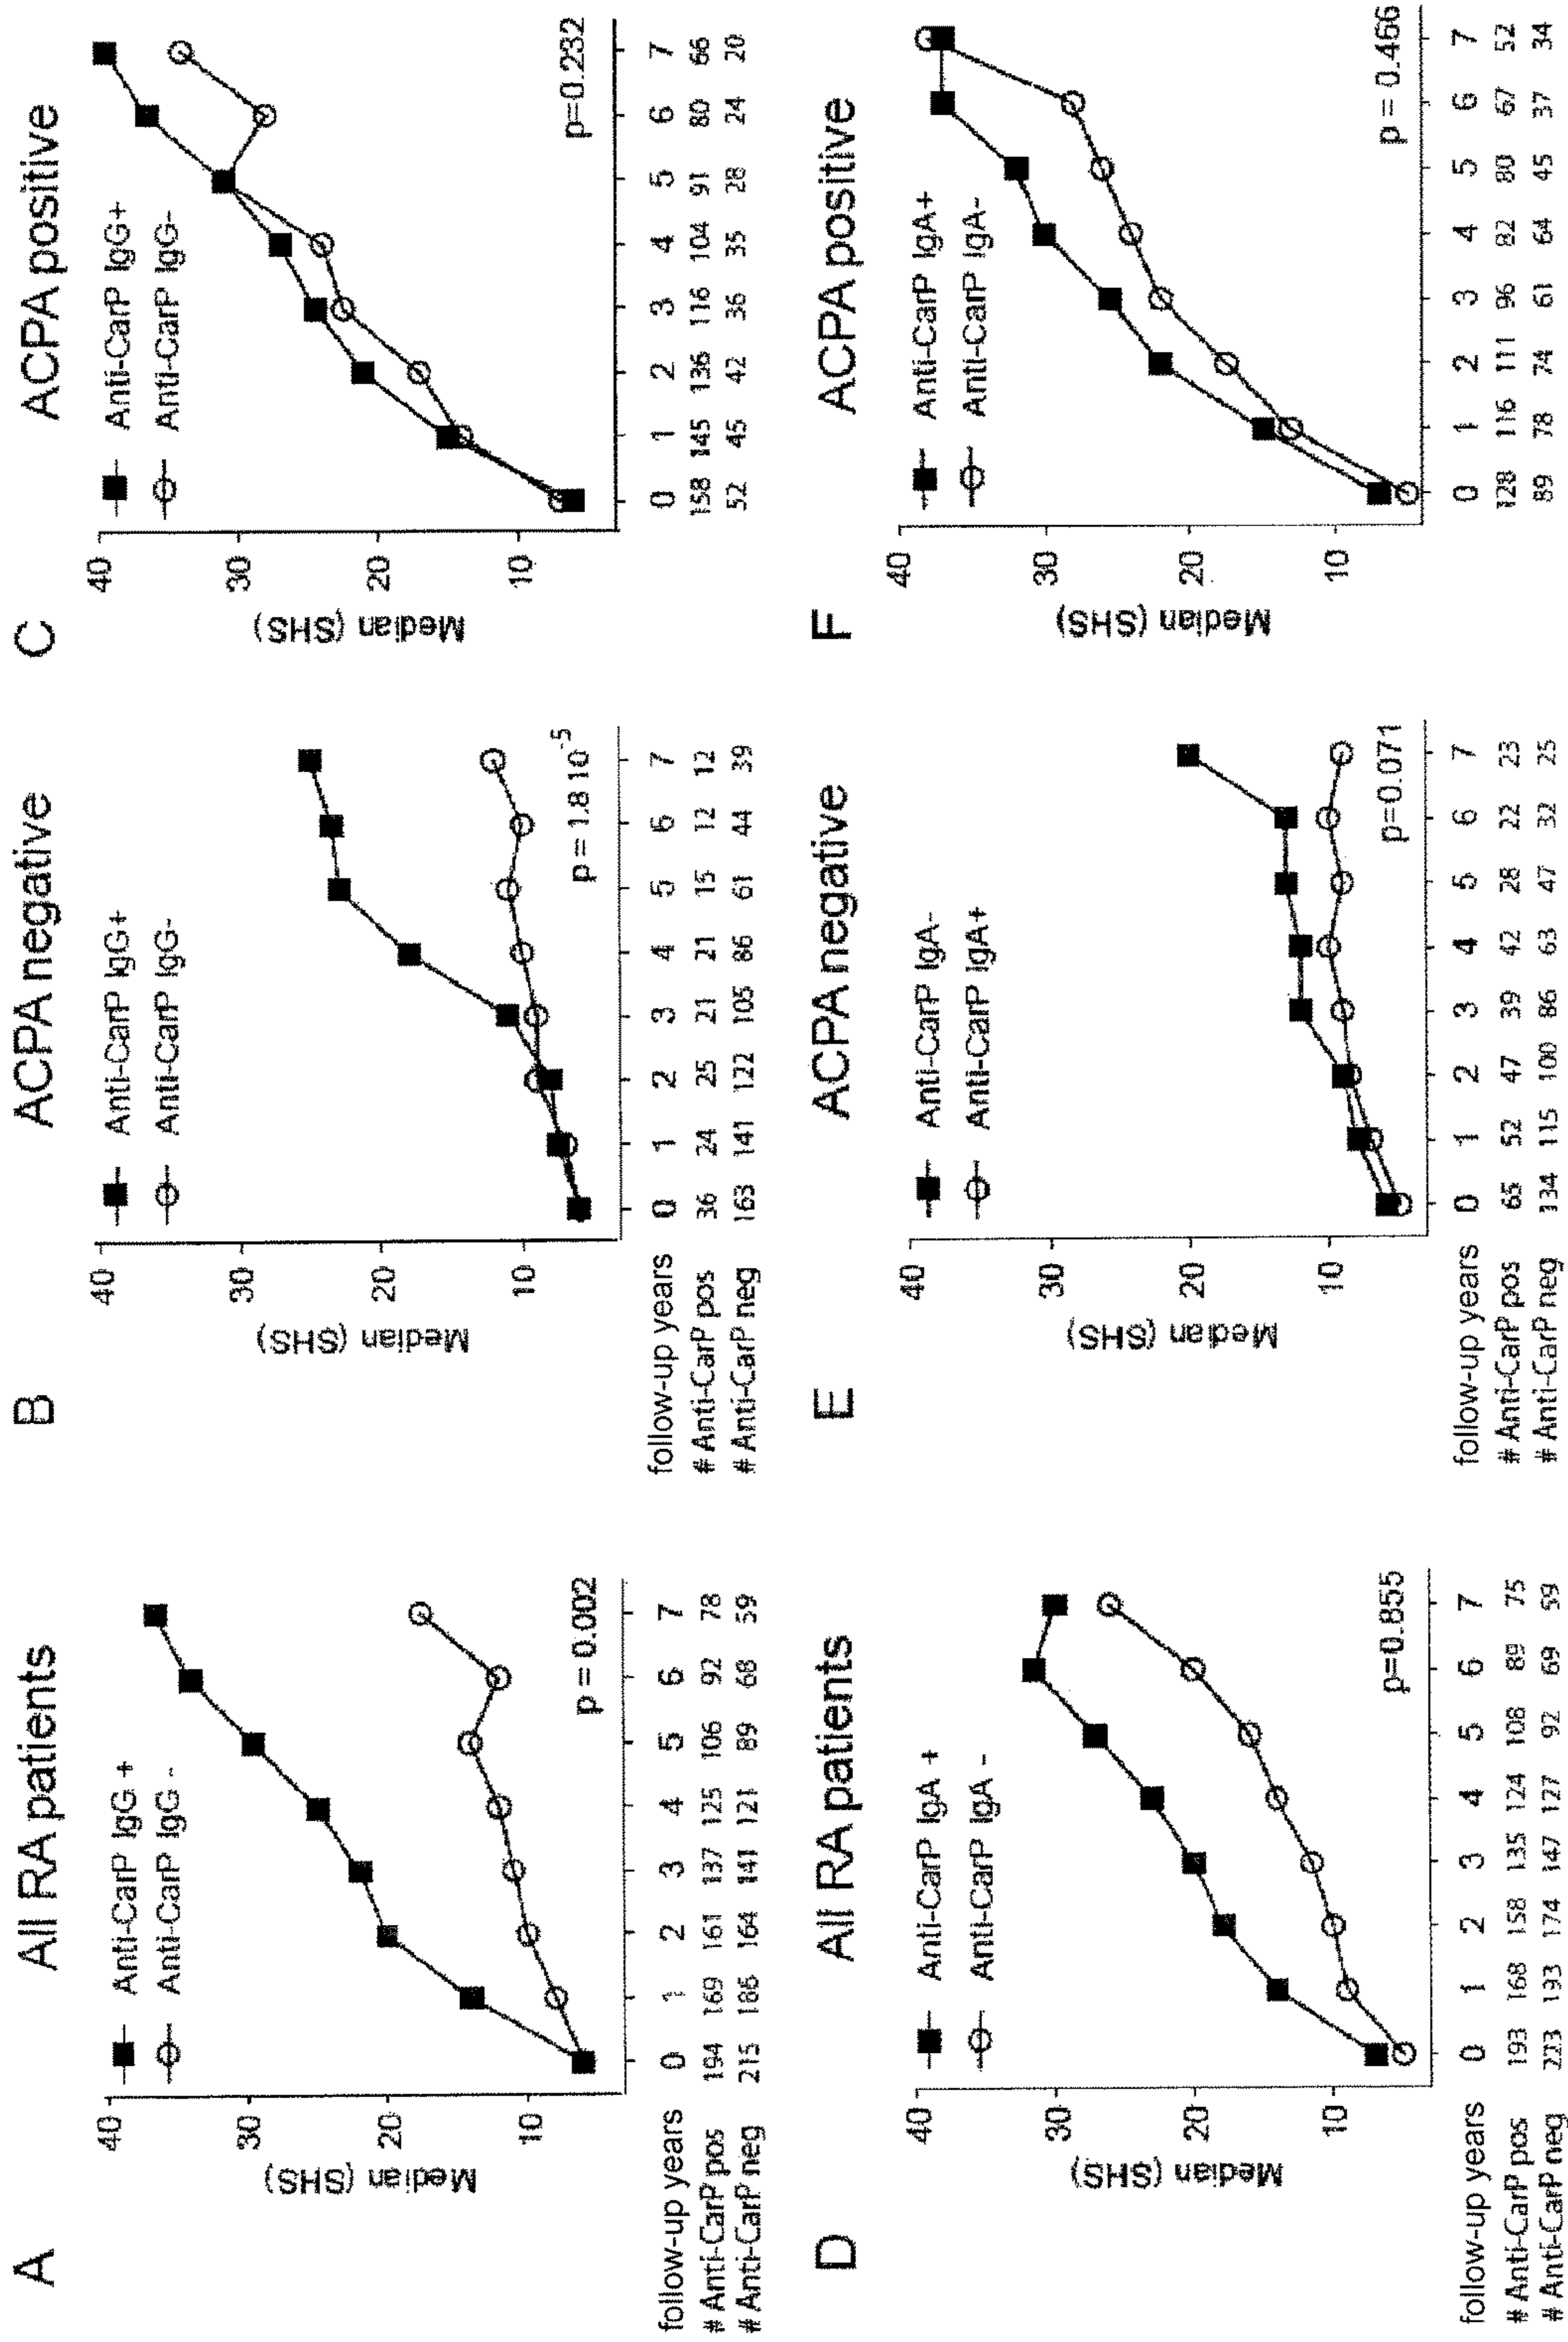 A All RA patients
Anti-CarP IgG +
Anti-CarP IgG -
40
30
20
10
Median (SHS)
p = 0.002
follow-up years 0 1 2 3 4 5 6 7
# Anti-CarP pos 194 169 161 137 125 106 92 78
# Anti-CarP neg 215 186 164 141 121 89 68 59
B ACPA negative
Anti-CarP IgG+
Anti-CarP IgG-
40
30
20
10
Median (SHS)
p = 1.8 10-5
follow-up years 0 1 2 3 4 5 6 7
# Anti-CarP pos 36 24 25 21 21 15 12 12
# Anti-CarP neg 163 141 122 105 86 61 44 39
C ACPA positive
Anti-CarP IgG+
Anti-CarP IgG-
40
30
20
10
Median (SHS)
p=0.232
0 1 2 3 4 5 6 7
158 145 136 116 104 91 80 66
52 45 42 36 35 28 24 20
D All RA patients
Anti-CarP IgA +
Anti-CarP IgA -
40
30
20
10
Median (SHS)
p=0.855
follow-up years 0 1 2 3 4 5 6 7
# Anti-CarP pos 193 168 158 135 124 108 89 75
# Anti-CarP neg 223 193 174 147 127 92 69 59
E ACPA negative
Anti-CarP IgA-
Anti-CarP IgA+
40
30
20
10
Median (SHS)
p=0.071
follow-up years 0 1 2 3 4 5 6 7
# Anti-CarP pos 65 52 47 39 42 28 22 23
# Anti-CarP neg 134 115 100 86 63 47 32 25
F ACPA positive
Anti-CarP IgA+
Anti-CarP IgA-
40
30
20
10
Median (SHS)
p = 0.466
0 1 2 3 4 5 6 7
128 116 111 96 82 80 67 52
89 78 74 61 64 45 37 34